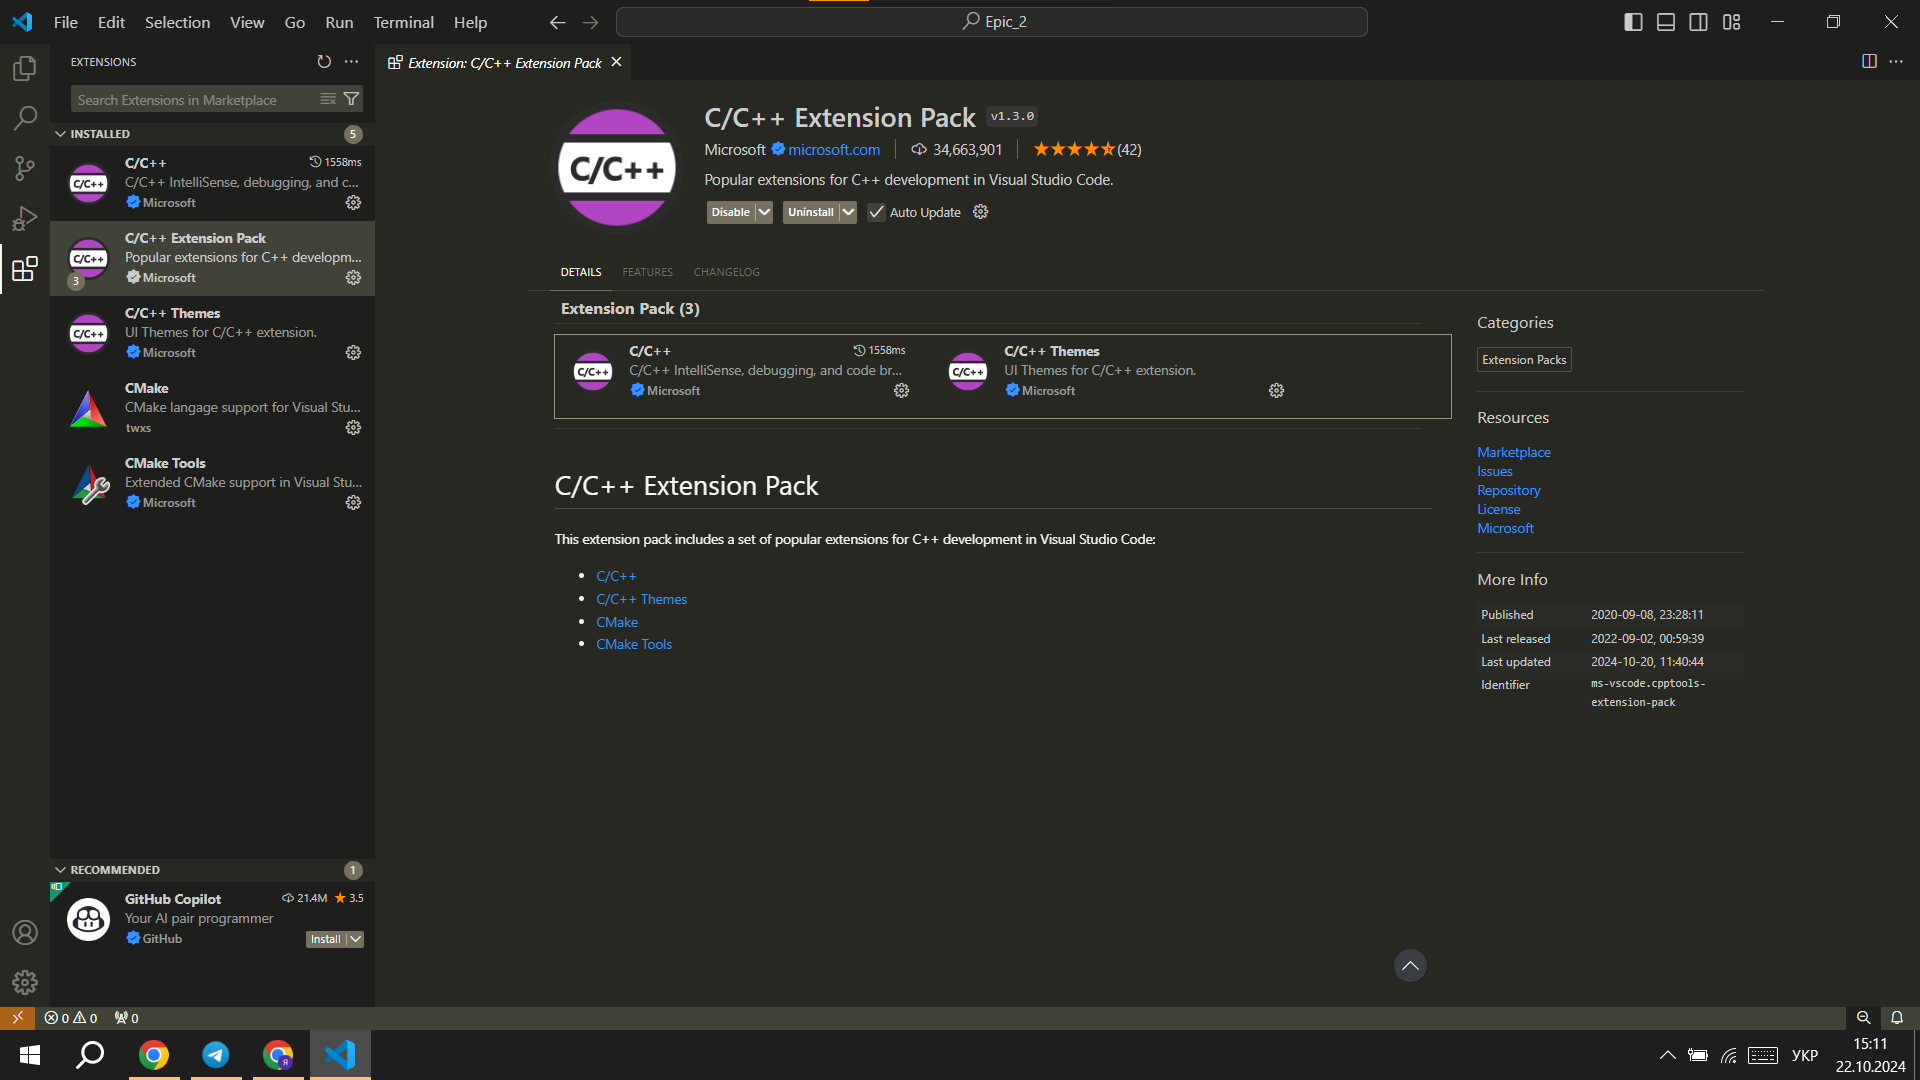 File Edit Selection View Go Run Terminal Help
Epic_2
EXTENSIONS
Search Extensions in Marketplace
INSTALLED 5
C/C++ 1558ms
C/C++ IntelliSense, debugging, and c...
Microsoft
C/C++ Extension Pack
Popular extensions for C++ developm...
3 Microsoft
C/C++ Themes
UI Themes for C/C++ extension.
Microsoft
CMake
CMake langage support for Visual Stu...
twxs
CMake Tools
Extended CMake support in Visual Stu...
Microsoft
RECOMMENDED 1
GitHub Copilot 21.4M 3.5
Your AI pair programmer
GitHub Install
Extension: C/C++ Extension Pack
C/C++
C/C++ Extension Pack v1.3.0
Microsoft microsoft.com 34,663,901 (42)
Popular extensions for C++ development in Visual Studio Code.
Disable Uninstall Auto Update
DETAILS FEATURES CHANGELOG
Extension Pack (3)
C/C++ 1558ms
C/C++ IntelliSense, debugging, and code br...
Microsoft
C/C++ Themes
UI Themes for C/C++ extension.
Microsoft
C/C++ Extension Pack
This extension pack includes a set of popular extensions for C++ development in Visual Studio Code:
C/C++
C/C++ Themes
CMake
CMake Tools
Categories
Extension Packs
Resources
Marketplace
Issues
Repository
License
Microsoft
More Info
Published 2020-09-08, 23:28:11
Last released 2022-09-02, 00:59:39
Last updated 2024-10-20, 11:40:44
Identifier ms-vscode.cpptools-
extension-pack
0 0 0
УКР
15:11
22.10.2024